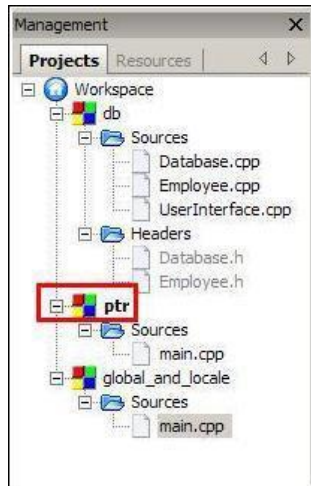 Management
Projects Resources
Workspace
db
Sources
Database.cpp
Employee.cpp
UserInterface.cpp
Headers
Database.h
Employee.h
ptr
Sources
main.cpp
global_and_locale
Sources
main.cpp